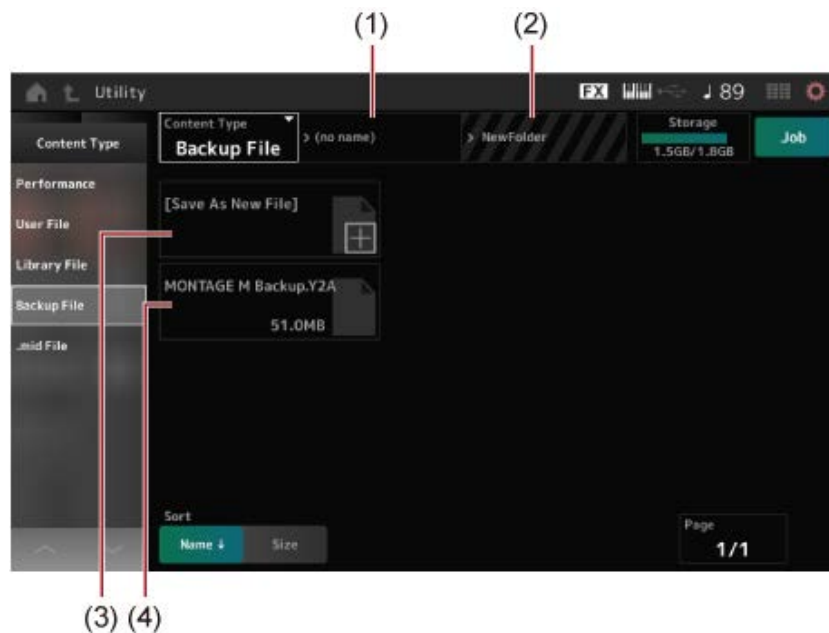 (1)
(2)
Utility
FX
♩ 89
Content Type
Content Type
Backup File
> (no name)
> NewFolder
Storage
1.5GB/1.8GB
Job
Performance
User File
Library File
Backup File
.mid File
[Save As New File]
MONTAGE M Backup.Y2A
51.0MB
Sort
Name ↓
Size
Page
1/1
(3)
(4)